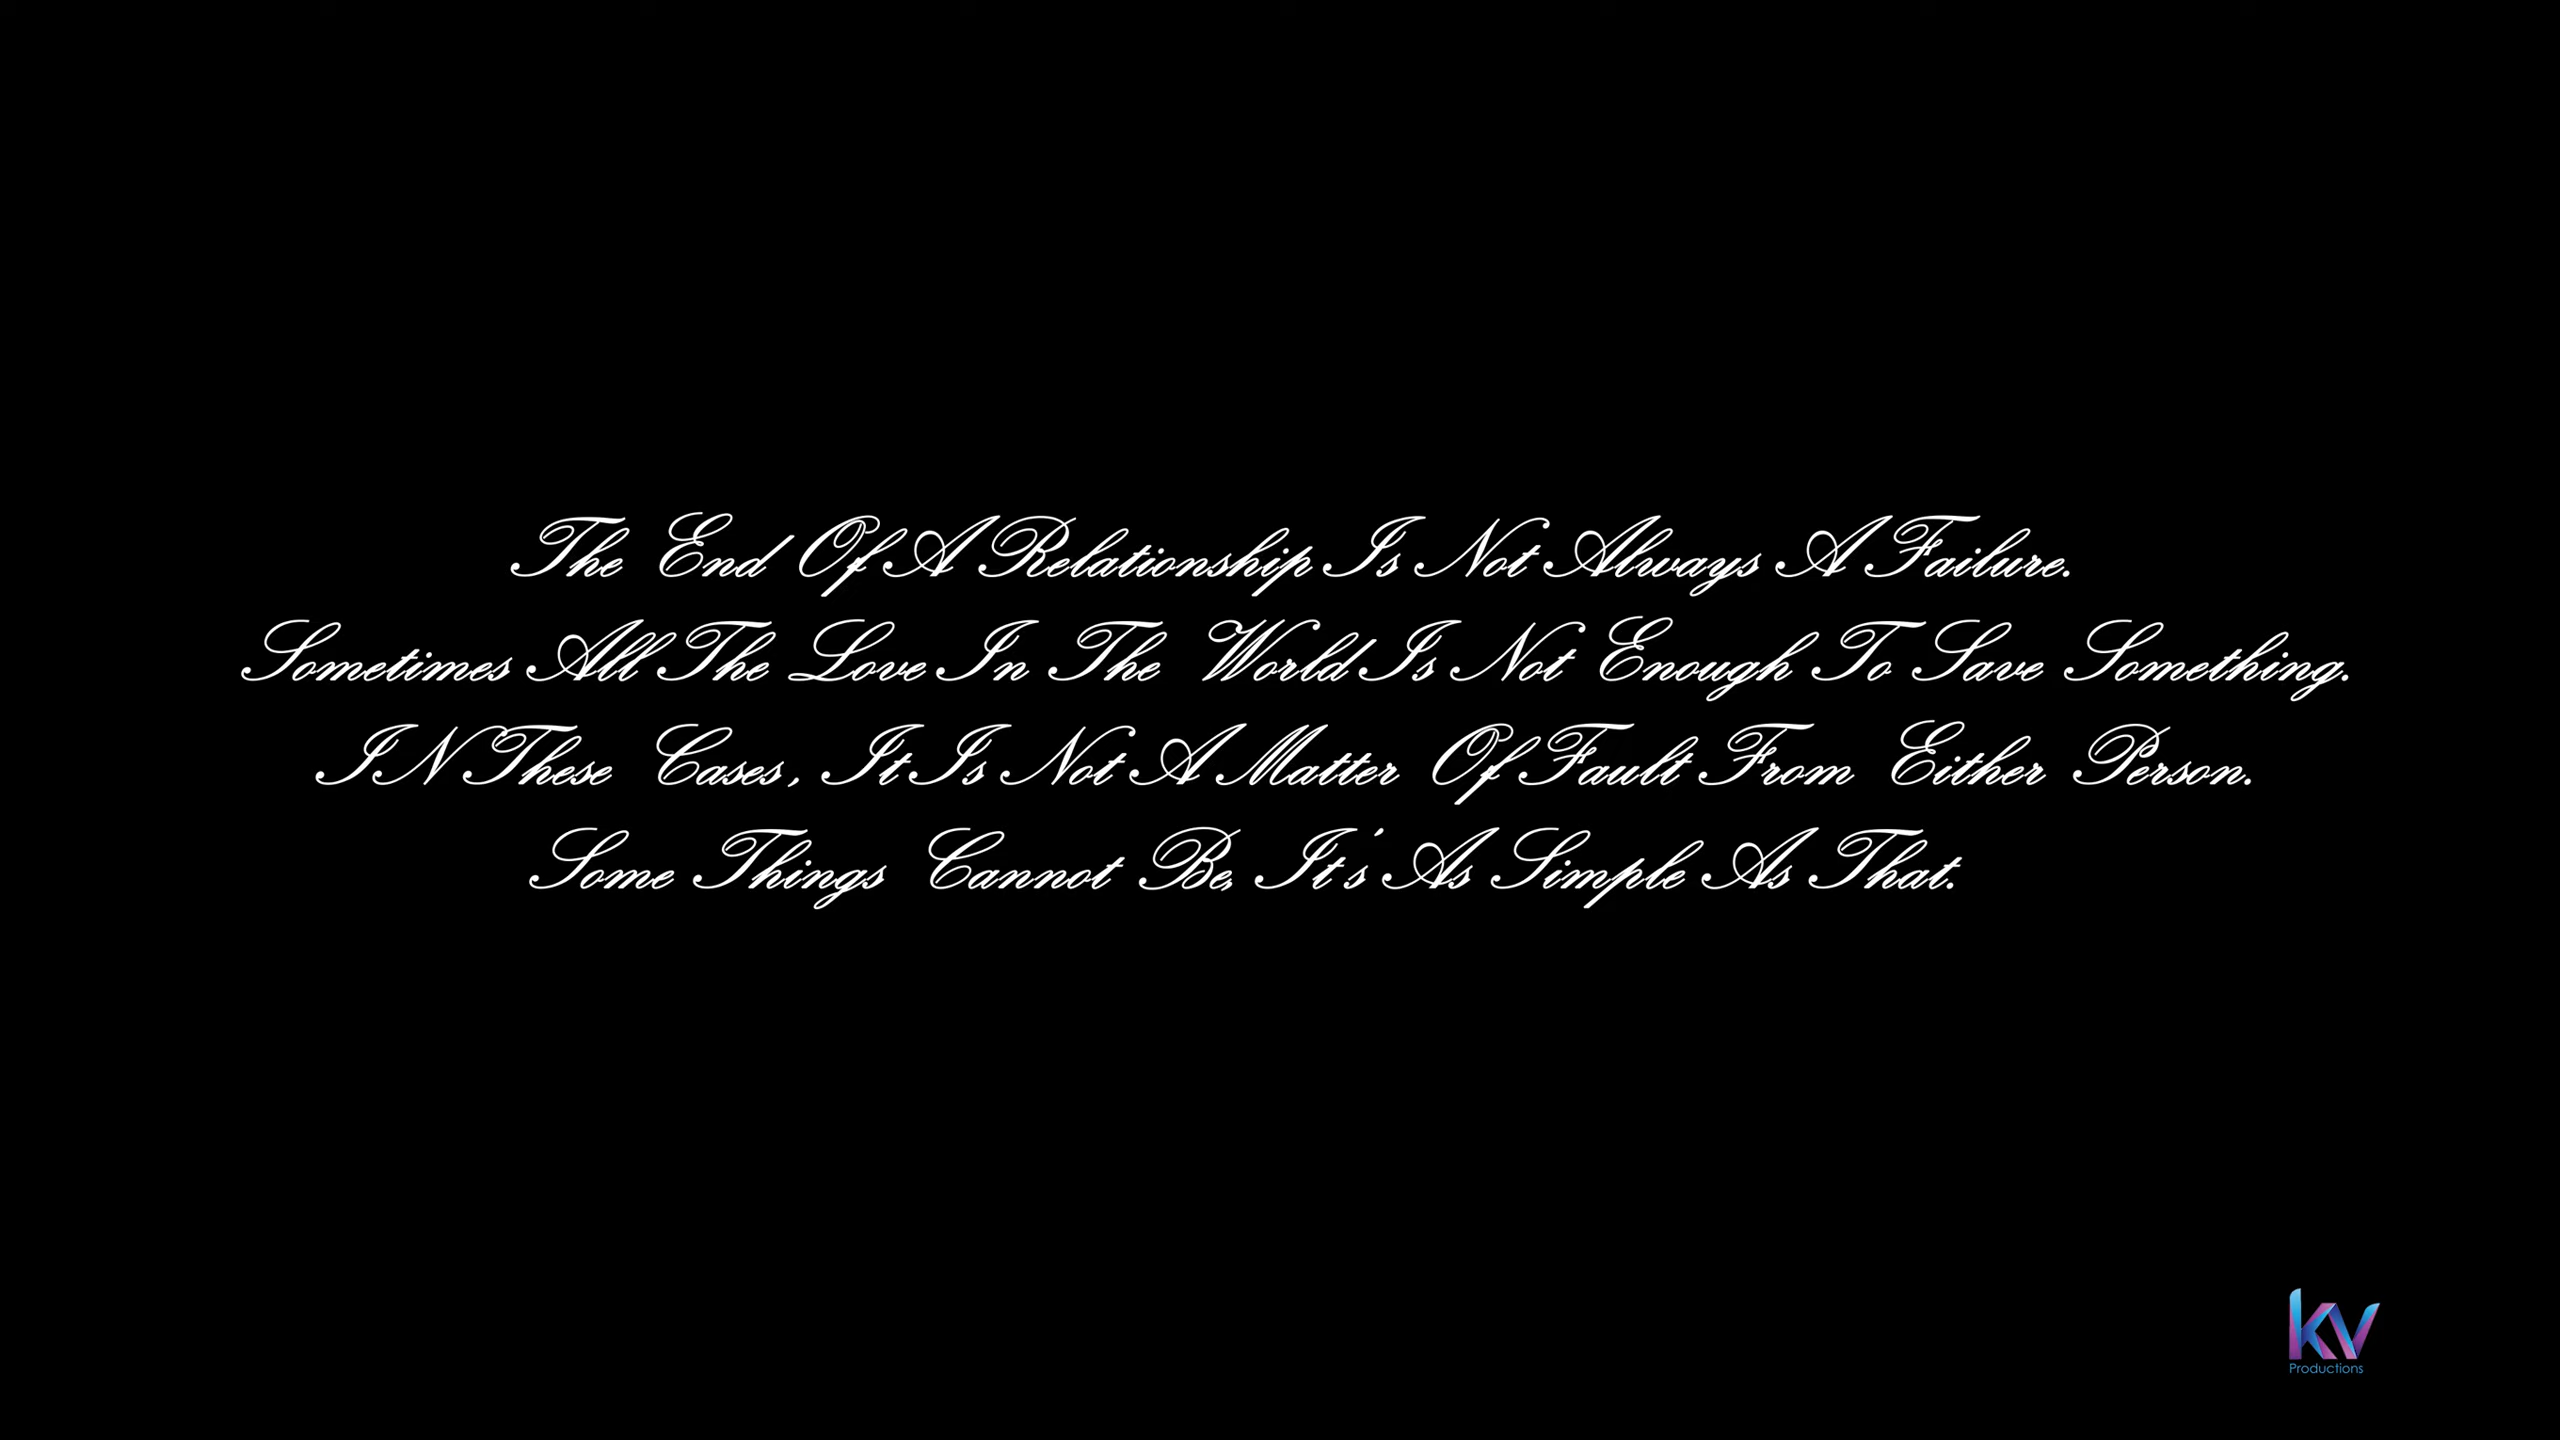 The End Of A Relationship Is Not Always A Failure.
Sometimes All The Love In The World Is Not Enough To Save Something.
IN These Cases, It Is Not A Matter Of Fault From Either Person.
Some Things Cannot Be, It's As Simple As That.
kv
Productions